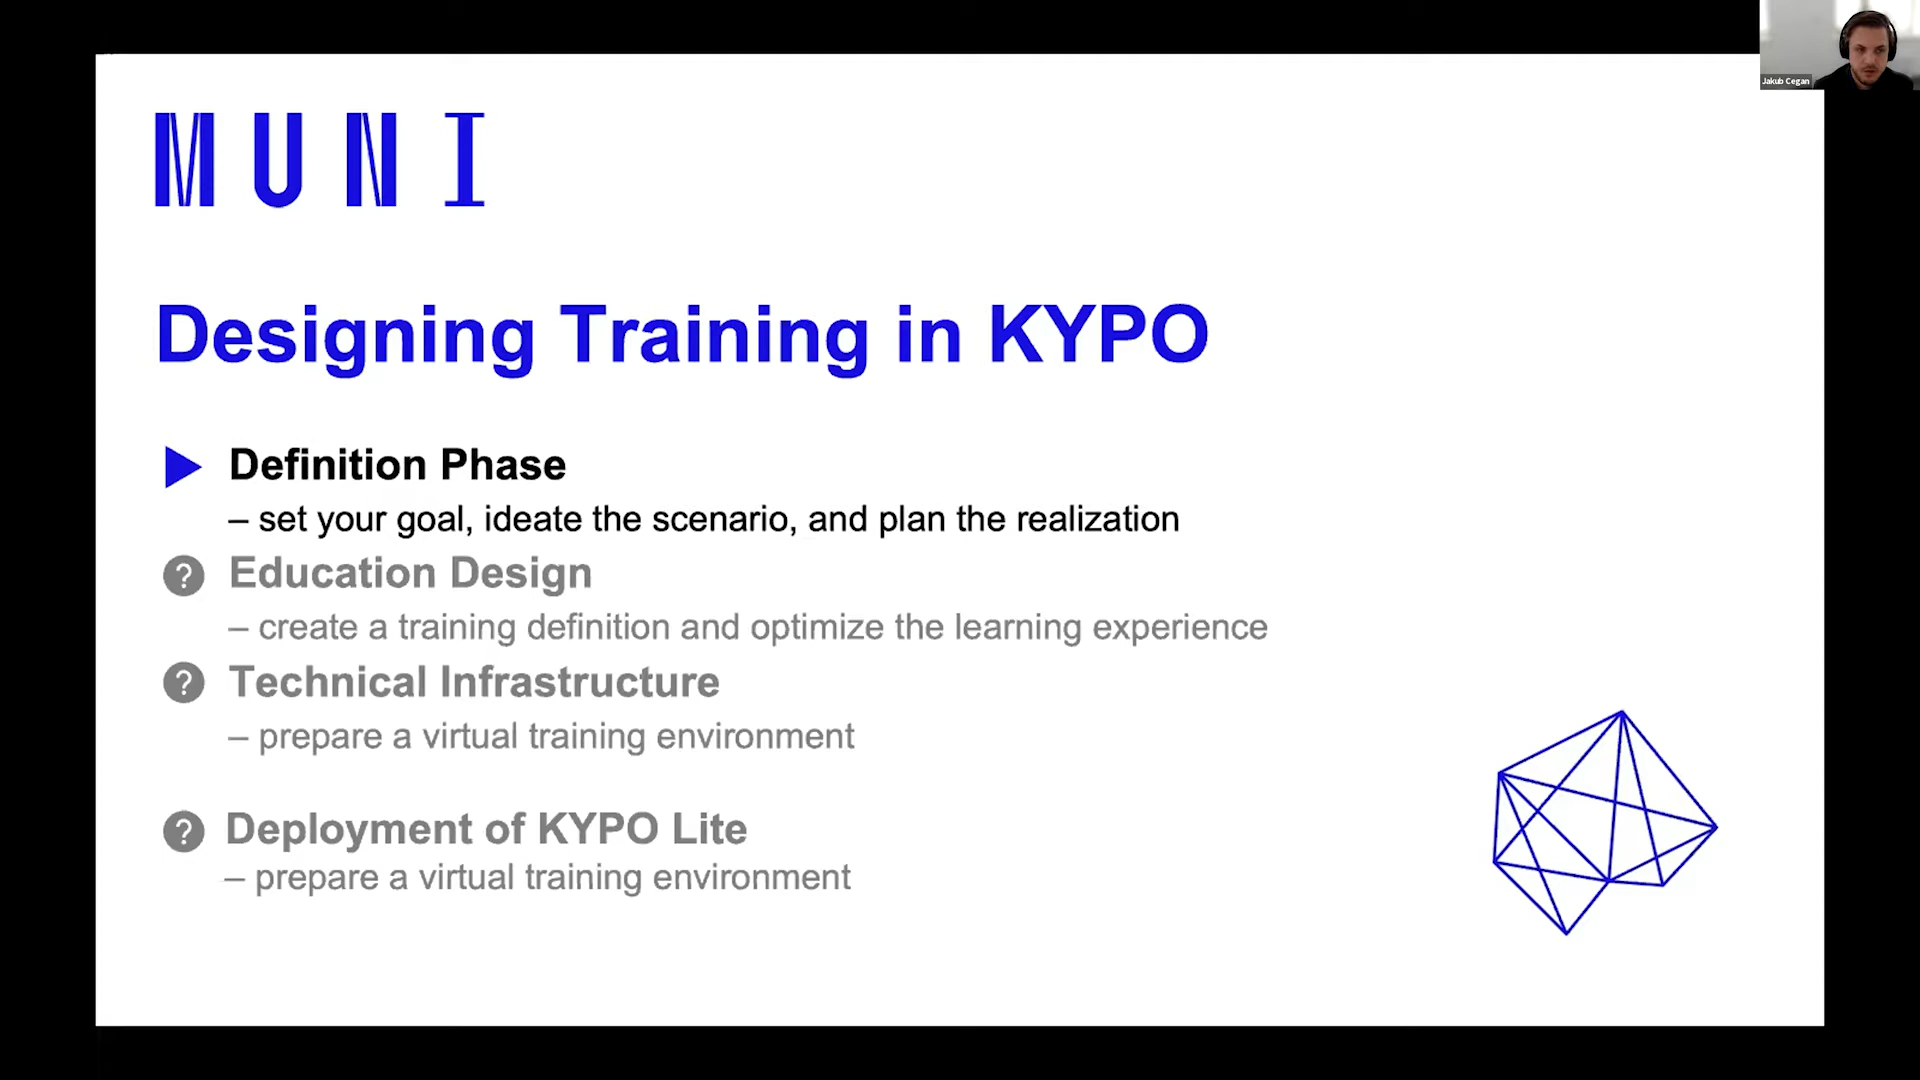 Jakub Cegan
MUNI
Designing Training in KYPO
Definition Phase
– set your goal, ideate the scenario, and plan the realization
? Education Design
– create a training definition and optimize the learning experience
? Technical Infrastructure
– prepare a virtual training environment
? Deployment of KYPO Lite
– prepare a virtual training environment